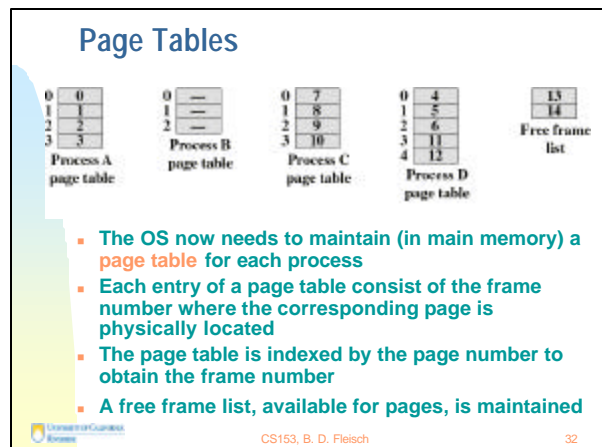 Page Tables
0 0
1 1
2 2
3 3
Process A
page table
0 —
1 —
2 —
Process B
page table
0 7
1 8
2 9
3 10
Process C
page table
0 4
1 5
2 6
3 11
4 12
Process D
page table
13
14
Free frame
list
The OS now needs to maintain (in main memory) a
page table for each process
Each entry of a page table consist of the frame
number where the corresponding page is
physically located
The page table is indexed by the page number to
obtain the frame number
A free frame list, available for pages, is maintained
University of California
Riverside
CS153, B. D. Fleisch
32